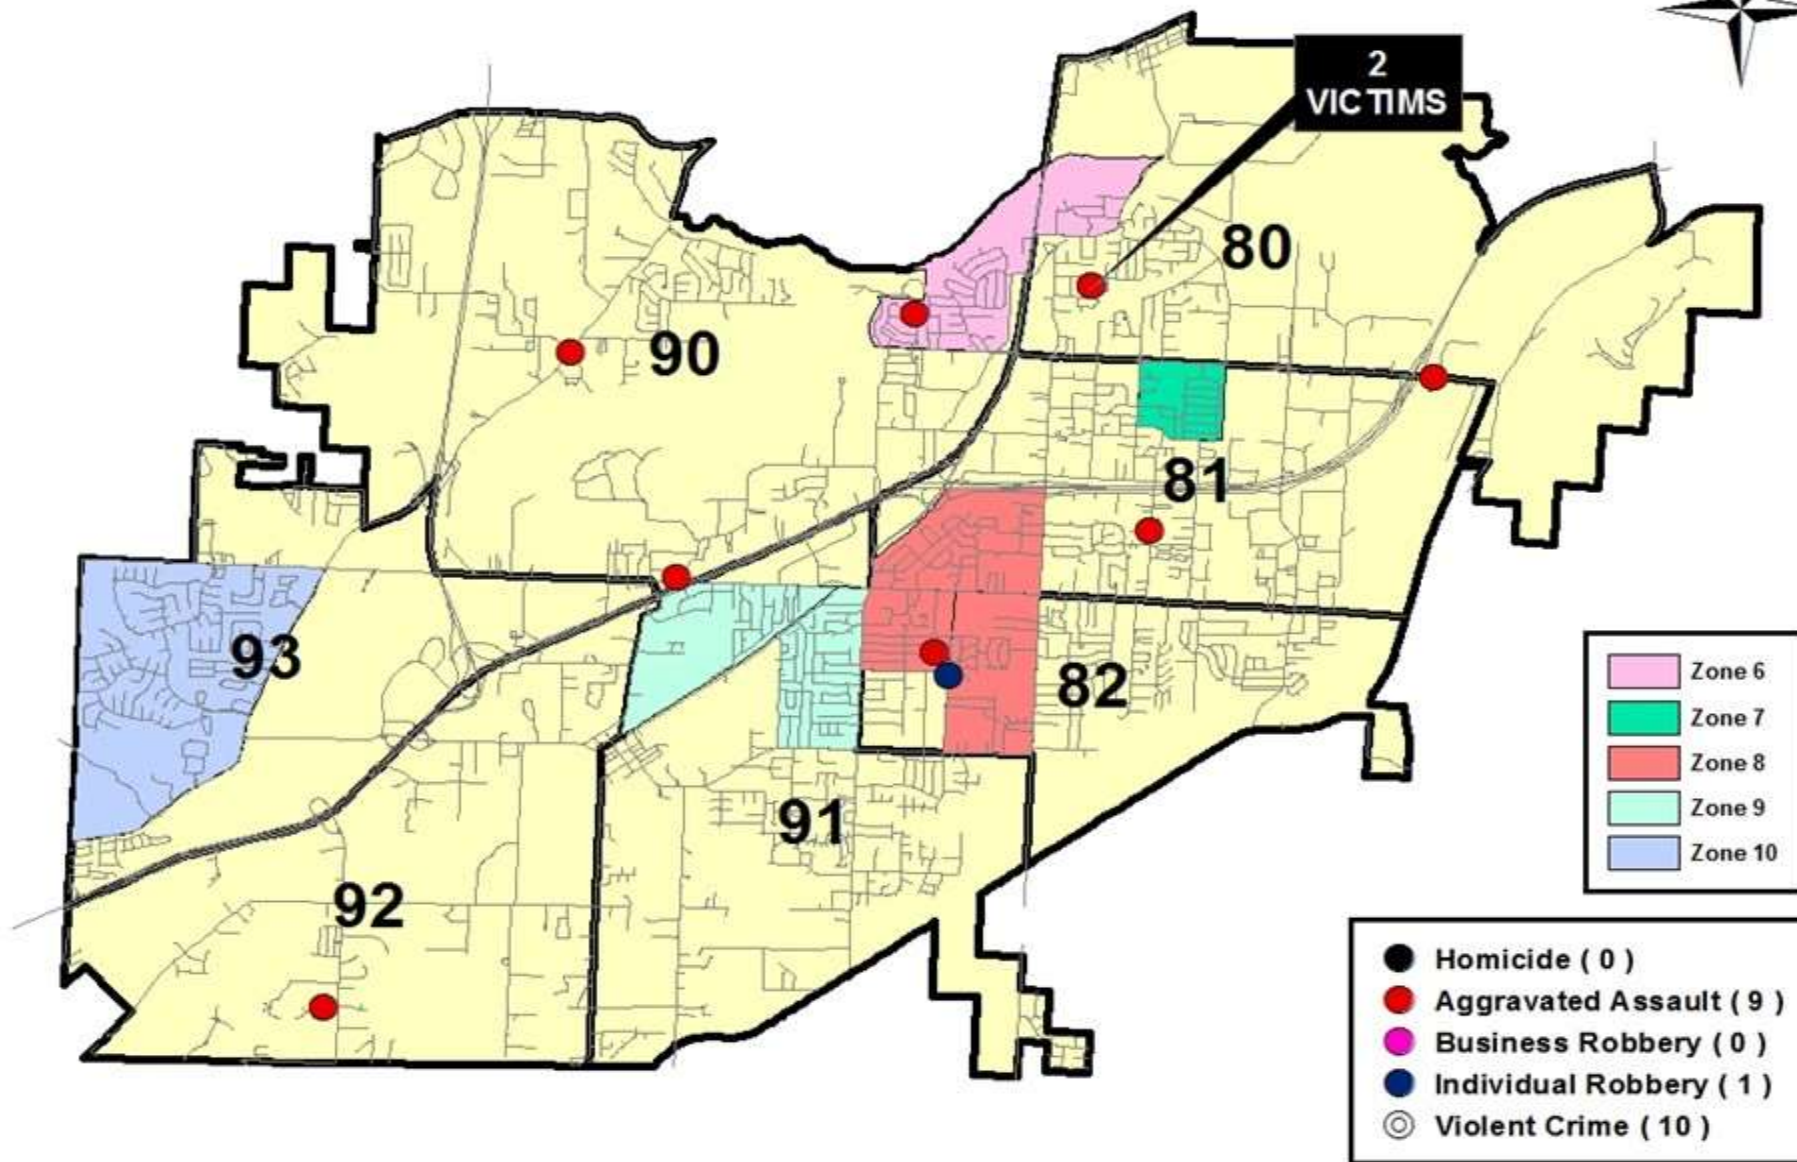 2
VICTIMS
80
90
81
93
82
91
92
Zone 6
Zone 7
Zone 8
Zone 9
Zone 10
Homicide ( 0 )
Aggravated Assault ( 9 )
Business Robbery ( 0 )
Individual Robbery ( 1 )
Violent Crime ( 10 )